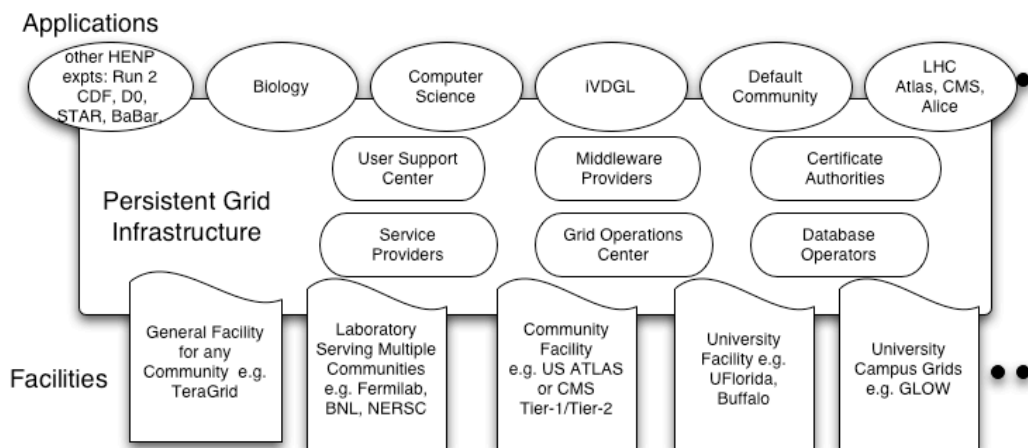 Applications
other HENP
expts: Run 2
CDF, D0,
STAR, BaBar,
Biology
Computer
Science
iVDGL
Default
Community
LHC
Atlas, CMS,
Alice
Persistent Grid
Infrastructure
User Support
Center
Middleware
Providers
Certificate
Authorities
Service
Providers
Grid Operations
Center
Database
Operators
Facilities
General Facility
for any
Community e.g.
TeraGrid
Laboratory
Serving Multiple
Communities
e.g. Fermilab,
BNL, NERSC
Community
Facility
e.g. US ATLAS
or CMS
Tier-1/Tier-2
University
Facility e.g.
UFlorida,
Buffalo
University
Campus Grids
e.g. GLOW